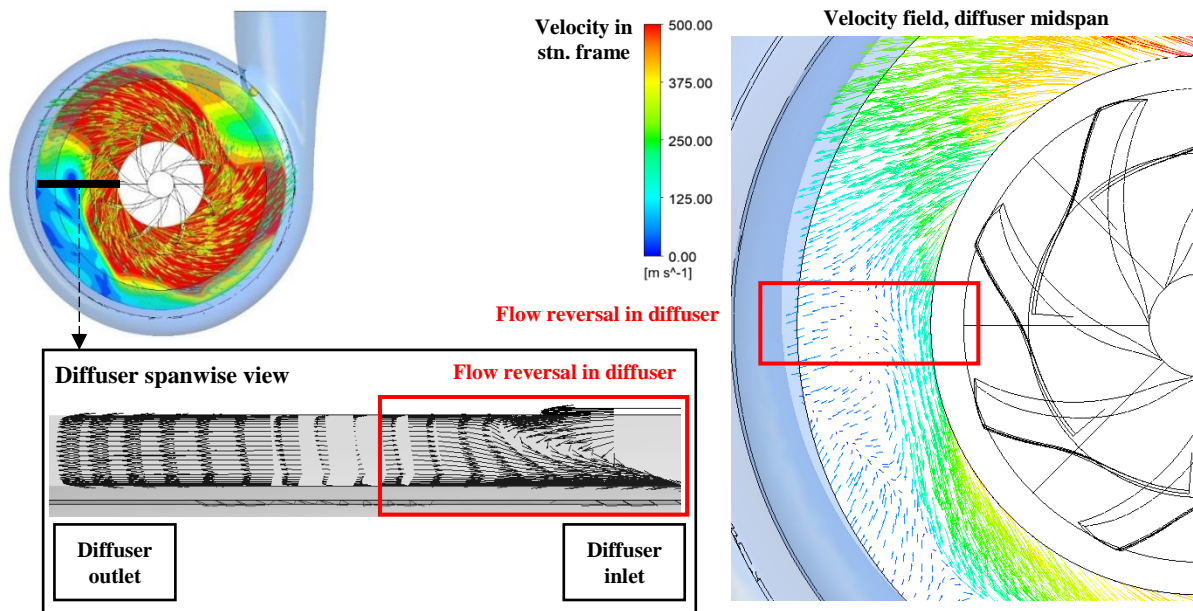 Velocity in
stn. frame
500.00
375.00
250.00
125.00
0.00
[m s^-1]
Velocity field, diffuser midspan
Flow reversal in diffuser
Diffuser spanwise view
Flow reversal in diffuser
Diffuser
outlet
Diffuser
inlet